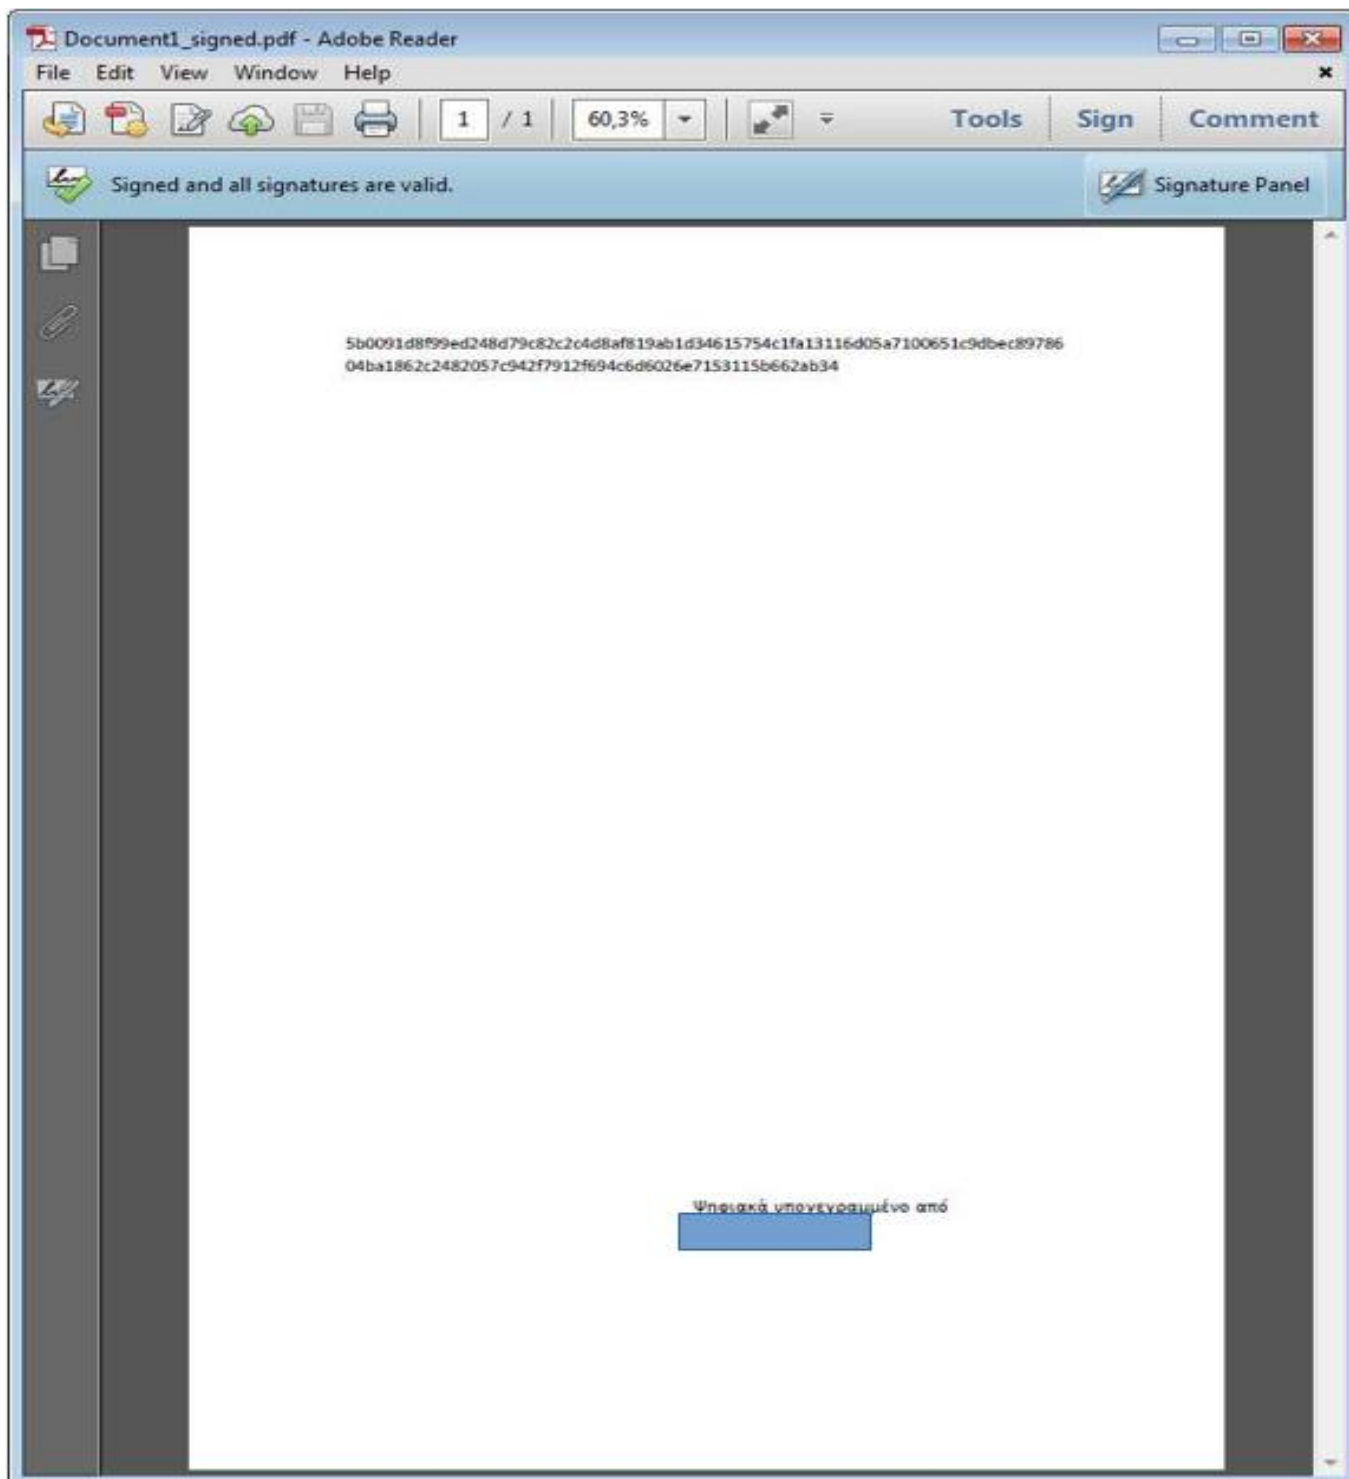 Document1_signed.pdf - Adobe Reader
File Edit View Window Help
1 / 1 60,3% Tools Sign Comment
Signed and all signatures are valid. Signature Panel
5b0091d8f99ed248d79c82c2c4d8af819ab1d34615754c1fa13116d05a7100651c9dbec89786
04ba1862c2482057c942f7912f694c6d6026e7153115b662ab34
Ψηφιακά υπογεγραμμένο από